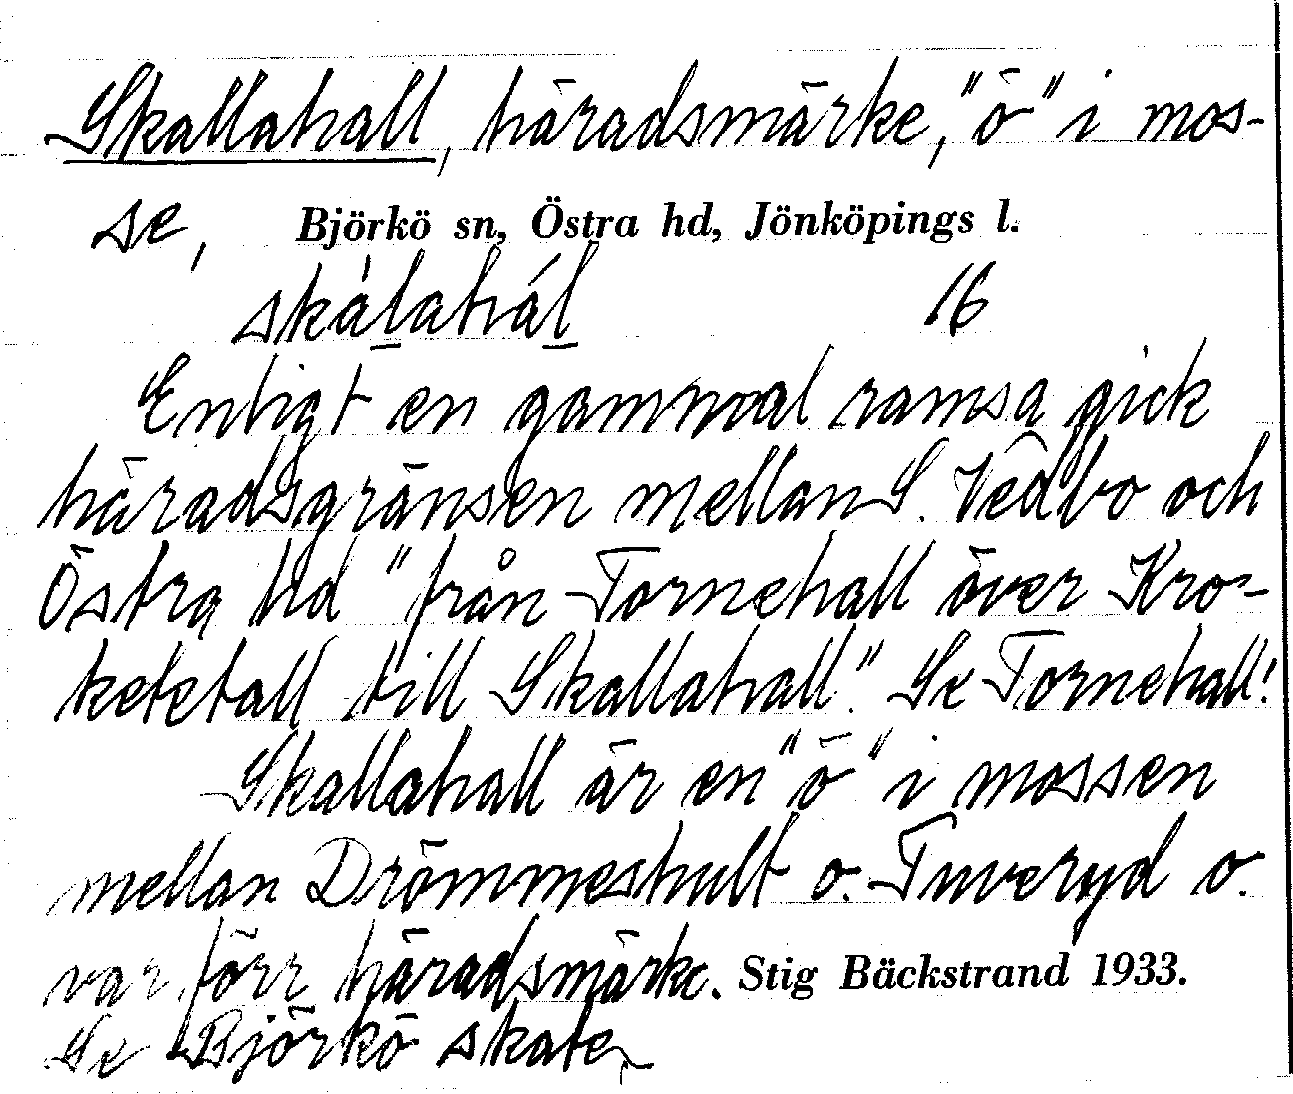 Skallahall, häradsmärke, "ö" i mos-
se, Björkö sn, Östra hd, Jönköpings l.
skàlahál 16
Enligt en gammal ramsa gick
häradsgränsen mellan S. Vedbo och
Östra hd "från Tornehall över Kro-
ketetall till Skallahall." Se Tornehall!
Skallahall är en "ö" i mossen
mellan Drömmeshult o. Tuveryd o.
var förr häradsmärke. Stig Bäckstrand 1933.
Se Björkö skate